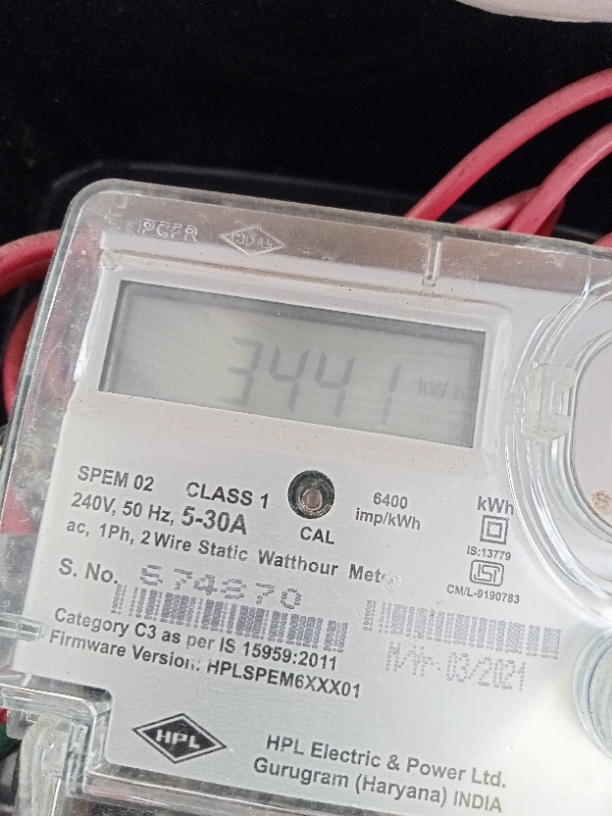 3441 kWh
SPEM 02 CLASS 1 6400 imp/kWh kWh
240V, 50 Hz, 5-30A CAL
ac, 1Ph, 2 Wire Static Watthour Meter
IS:13779
ISI
CM/L-9190783
S. No. 574870
03/2021
Category C3 as per IS 15959:2011
Firmware Version: HPLSPEM6XXX01
HPL
HPL Electric & Power Ltd.
Gurugram (Haryana) INDIA